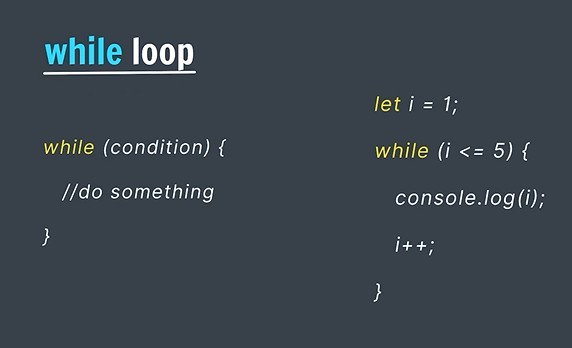 while loop
while (condition) {
//do something
}
let i = 1;
while (i <= 5) {
console.log(i);
i++;
}